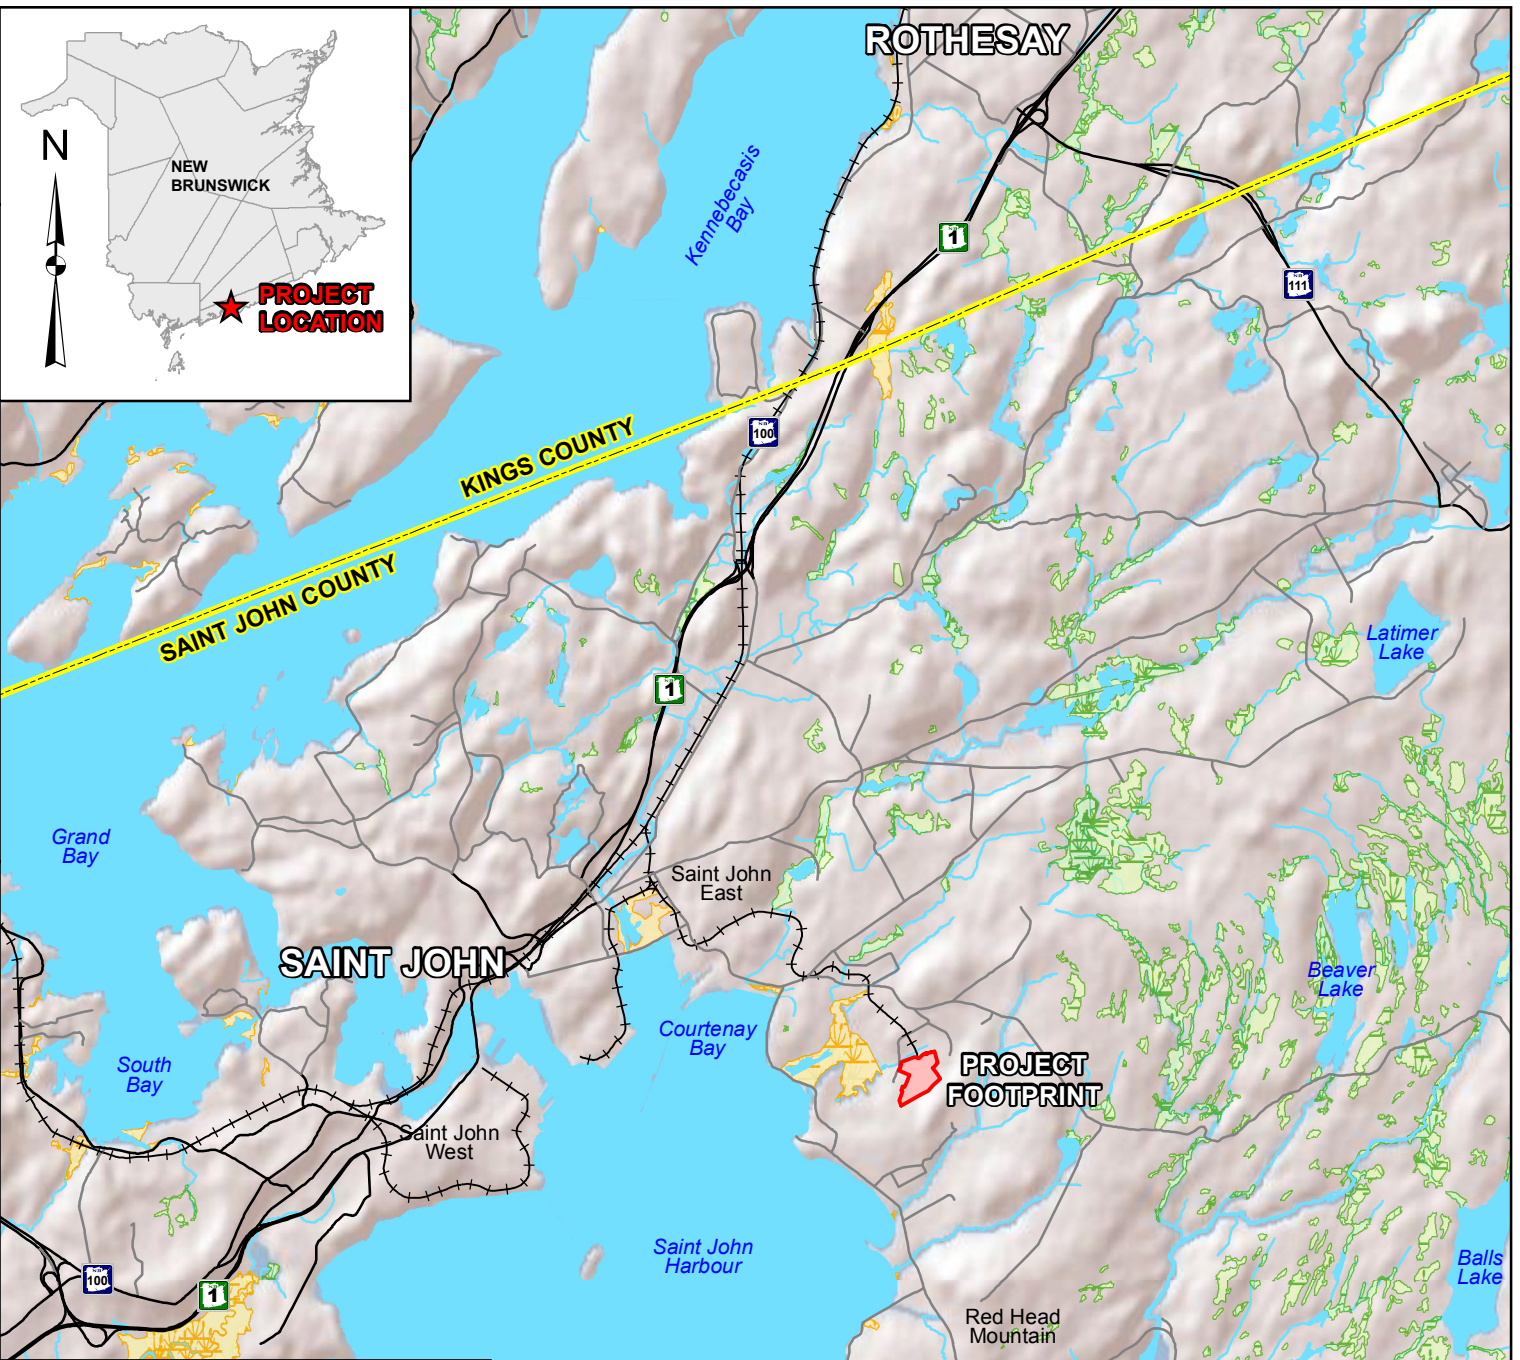 ROTHESAY
N
NEW
BRUNSWICK
PROJECT
LOCATION
Kennebecasis
Bay
1
111
100
KINGS COUNTY
SAINT JOHN COUNTY
Latimer
Lake
1
Grand
Bay
Saint John
East
SAINT JOHN
Beaver
Lake
Courtenay
Bay
South
Bay
PROJECT
FOOTPRINT
Saint John
West
Saint John
Harbour
Balls
Lake
100
1
Red Head
Mountain